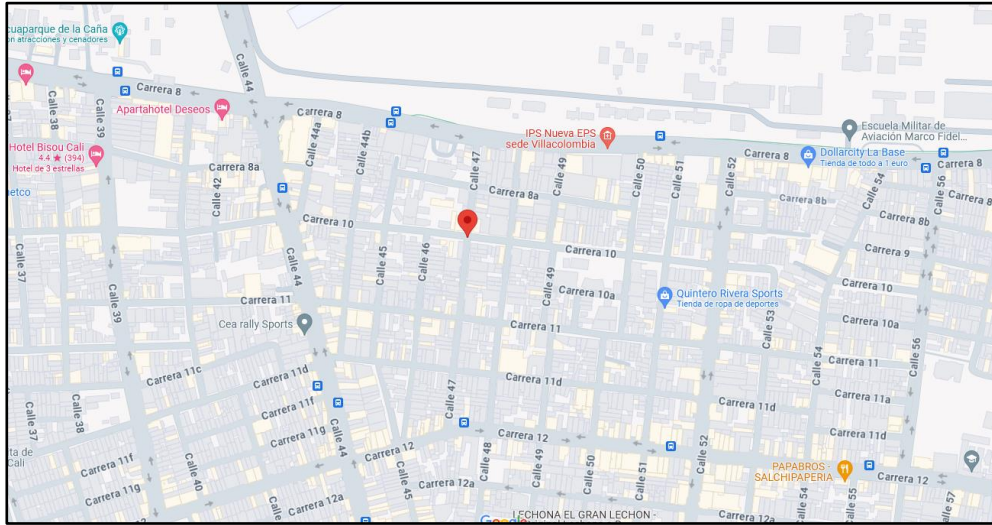 cuaparque de la Caña
on atracciones y cenadores
Calle 44
Carrera 8
Apartahotel Deseos
Carrera 8
Calle 38
Calle 39
Calle 44a
Calle 44b
Hotel Bisou Cali
4.4 ★ (394)
Hotel de 3 estrellas
metco
Carrera 8a
Calle 42
Calle 47
IPS Nueva EPS
sede Villacolombia
Calle 49
Calle 50
Calle 51
Calle 52
Carrera 8
Dollarcity La Base
Tienda de todo a 1 euro
Escuela Militar de
Aviación Marco Fidel...
Calle 54
Calle 56
Carrera 8
Carrera 8a
Carrera 8b
Carrera 8b
Carrera 10
Carrera 9
Calle 37
Calle 44
Calle 45
Calle 46
Calle 49
Carrera 10
Carrera 10
Carrera 10a
Quintero Rivera Sports
Tienda de ropa de deportes
Carrera 11
Calle 39
Cea rally Sports
Carrera 11
Calle 53
Carrera 10a
Calle 54
Calle 56
Carrera 11
Carrera 11c
Carrera 11d
Carrera 11d
Carrera 11a
Calle 37
Calle 38
Carrera 11f
Calle 47
Carrera 11d
Carrera 11g
Calle 44
Carrera 12
Carrera 12
Calle 52
Carrera 11d
ta de
Cali
Carrera 11f
Calle 40
Carrera 12
Calle 48
Calle 49
Calle 50
Calle 51
PAPABROS -
SALCHIPAPERIA
Carrera 12
Carrera 11g
Carrera 12a
Calle 45
Carrera 12a
Calle 54
Calle 55
Calle 57
LECHONA EL GRAN LECHON -
Google